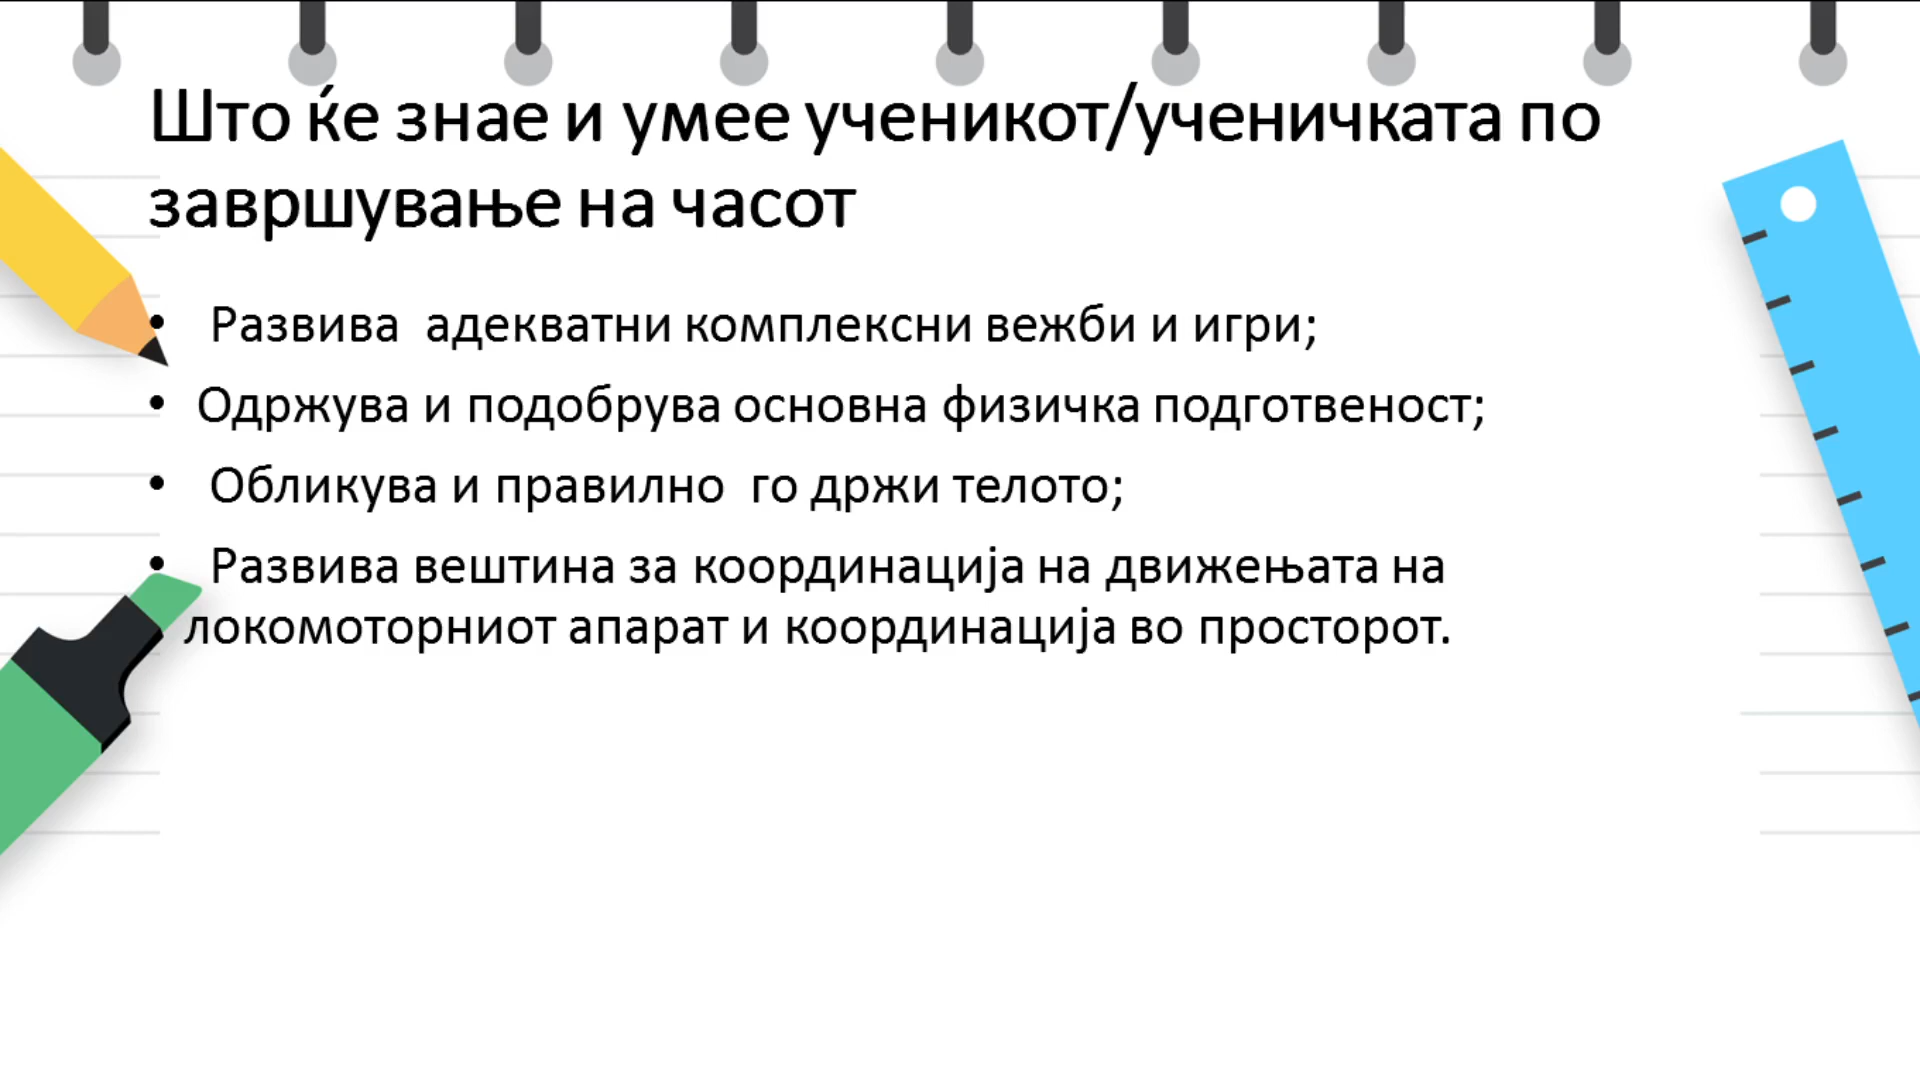 Што ќе знае и умее ученикот/ученичката по
завршување на часот
• Развива адекватни комплексни вежби и игри;
• Одржува и подобрува основна физичка подготвеност;
• Обликува и правилно го држи телото;
• Развива вештина за координација на движењата на
локомоторниот апарат и координација во просторот.